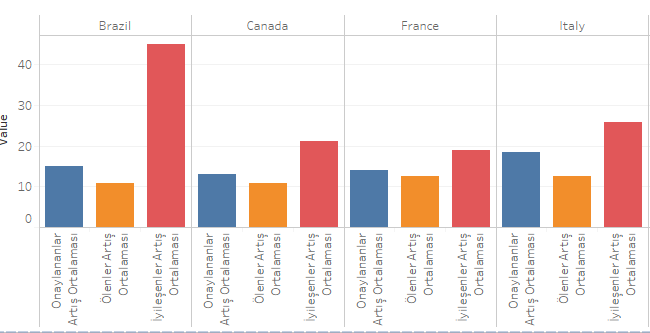 Brazil
Canada
France
Italy
Value
40
30
20
10
0
Onaylananlar
Artış Ortalaması
Ölenler Artış
Ortalaması
İyileşenler Artış
Ortalaması
Onaylananlar
Artış Ortalaması
Ölenler Artış
Ortalaması
İyileşenler Artış
Ortalaması
Onaylananlar
Artış Ortalaması
Ölenler Artış
Ortalaması
İyileşenler Artış
Ortalaması
Onaylananlar
Artış Ortalaması
Ölenler Artış
Ortalaması
İyileşenler Artış
Ortalaması